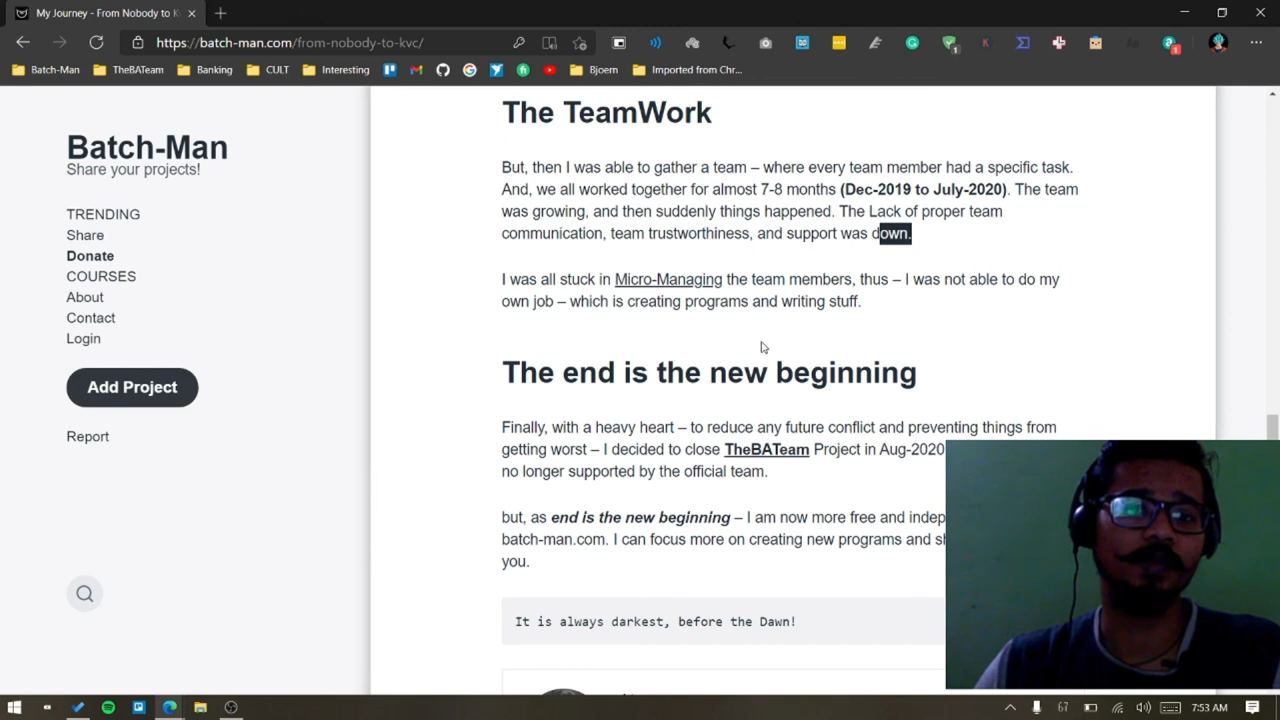 My Journey - From Nobody to K
https://batch-man.com/from-nobody-to-kvc/
Batch-Man
TheBATeam
Banking
CULT
Interesting
Bjoern
Imported from Chr...
Batch-Man
Share your projects!
TRENDING
Share
Donate
COURSES
About
Contact
Login
Add Project
Report
The TeamWork
But, then I was able to gather a team – where every team member had a specific task.
And, we all worked together for almost 7-8 months (Dec-2019 to July-2020). The team
was growing, and then suddenly things happened. The Lack of proper team
communication, team trustworthiness, and support was down.
I was all stuck in Micro-Managing the team members, thus – I was not able to do my
own job – which is creating programs and writing stuff.
The end is the new beginning
Finally, with a heavy heart – to reduce any future conflict and preventing things from
getting worst – I decided to close TheBATeam Project in Aug-2020
no longer supported by the official team.
but, as end is the new beginning – I am now more free and indep
batch-man.com. I can focus more on creating new programs and sh
you.
It is always darkest, before the Dawn!
67
7:53 AM